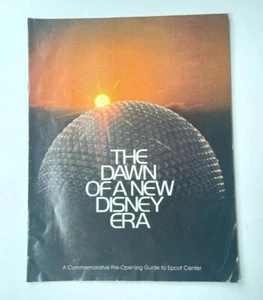 THE
DAWN
OF A NEW
DISNEY
ERA
A Commemorative Pre-Opening Guide to Epcot Center